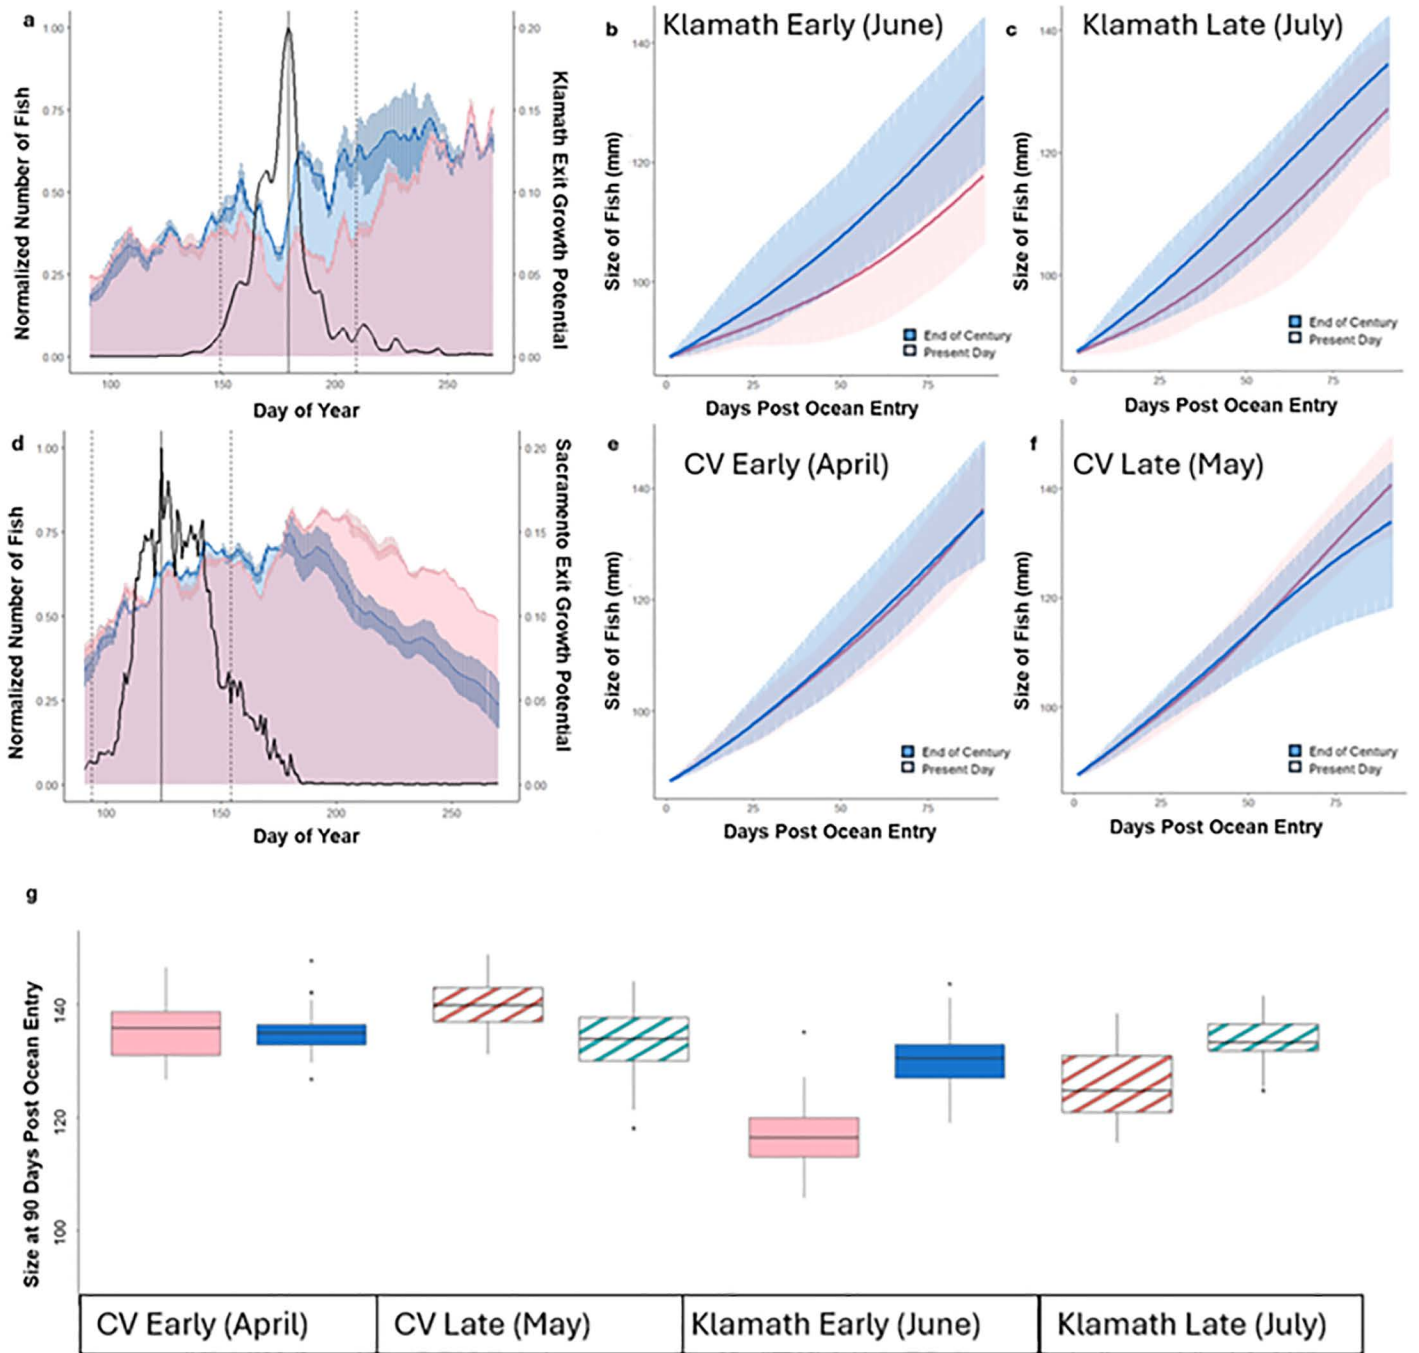 a
1.00
0.75
0.50
0.25
0.00
0.20
0.15
0.10
0.05
0.00
100
150
200
250
Normalized Number of Fish
Klamath Exit Growth Potential
Day of Year
b
Klamath Early (June)
140
120
100
0
25
50
75
Size of Fish (mm)
End of Century
Present Day
Days Post Ocean Entry
c
Klamath Late (July)
140
120
100
0
25
50
75
Size of Fish (mm)
End of Century
Present Day
Days Post Ocean Entry
d
1.00
0.75
0.50
0.25
0.00
0.20
0.15
0.10
0.05
0.00
100
150
200
250
Normalized Number of Fish
Sacramento Exit Growth Potential
Day of Year
e
CV Early (April)
140
120
100
0
25
50
75
Size of Fish (mm)
End of Century
Present Day
Days Post Ocean Entry
f
CV Late (May)
140
120
100
0
25
50
75
Size of Fish (mm)
End of Century
Present Day
Days Post Ocean Entry
g
140
120
100
Size at 90 Days Post Ocean Entry
CV Early (April)
CV Late (May)
Klamath Early (June)
Klamath Late (July)